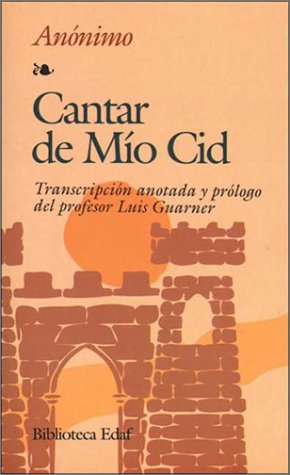 Anónimo
Cantar
de Mío Cid
Transcripción anotada y prólogo
del profesor Luis Guarner
Biblioteca Edaf